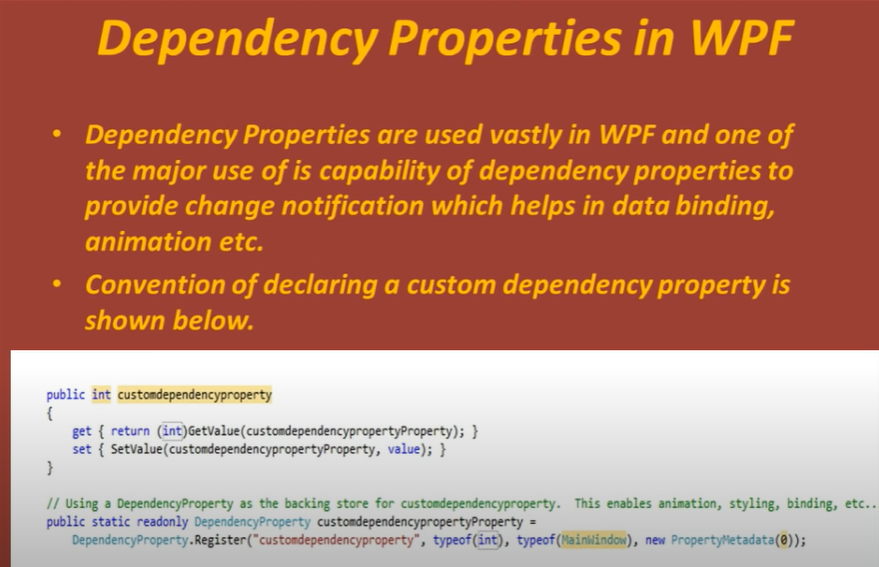 Dependency Properties in WPF
• Dependency Properties are used vastly in WPF and one of
the major use of is capability of dependency properties to
provide change notification which helps in data binding,
animation etc.
• Convention of declaring a custom dependency property is
shown below.
public int customdependencyproperty
{
get { return (int)GetValue(customdependencypropertyProperty); }
set { SetValue(customdependencypropertyProperty, value); }
}
// Using a DependencyProperty as the backing store for customdependencyproperty.  This enables animation, styling, binding, etc...
public static readonly DependencyProperty customdependencypropertyProperty =
DependencyProperty.Register("customdependencyproperty", typeof(int), typeof(MainWindow), new PropertyMetadata(0));